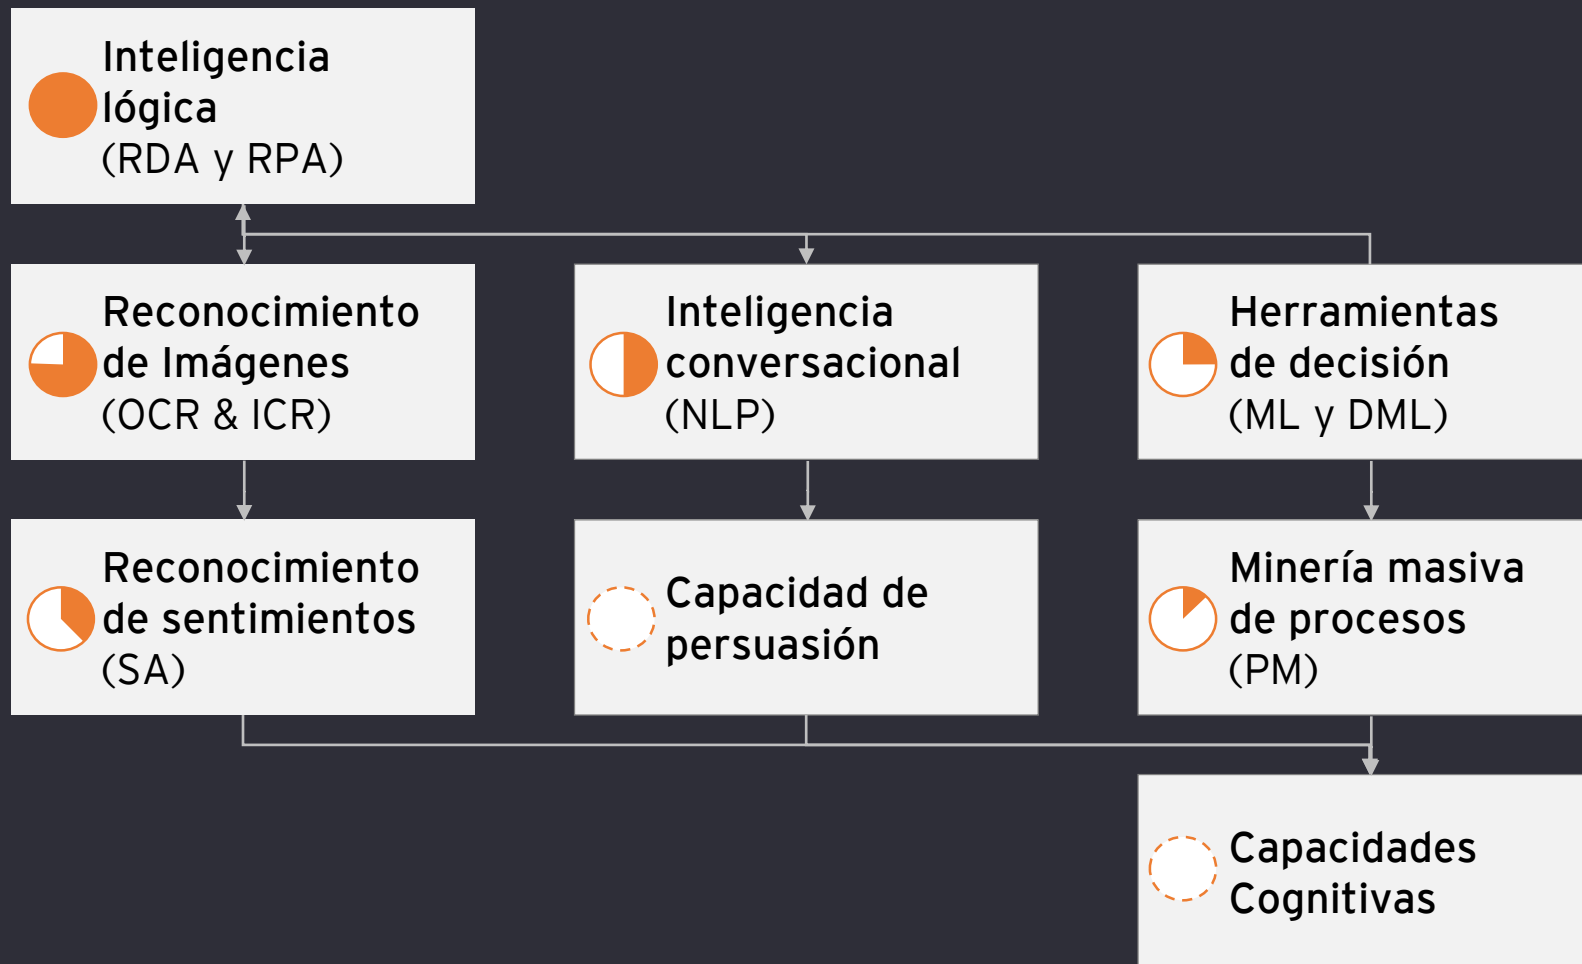 Inteligencia
lógica
(RDA y RPA)
Reconocimiento
de Imágenes
(OCR & ICR)
Inteligencia
conversacional
(NLP)
Herramientas
de decisión
(ML y DML)
Reconocimiento
de sentimientos
(SA)
Capacidad de
persuasión
Minería masiva
de procesos
(PM)
Capacidades
Cognitivas